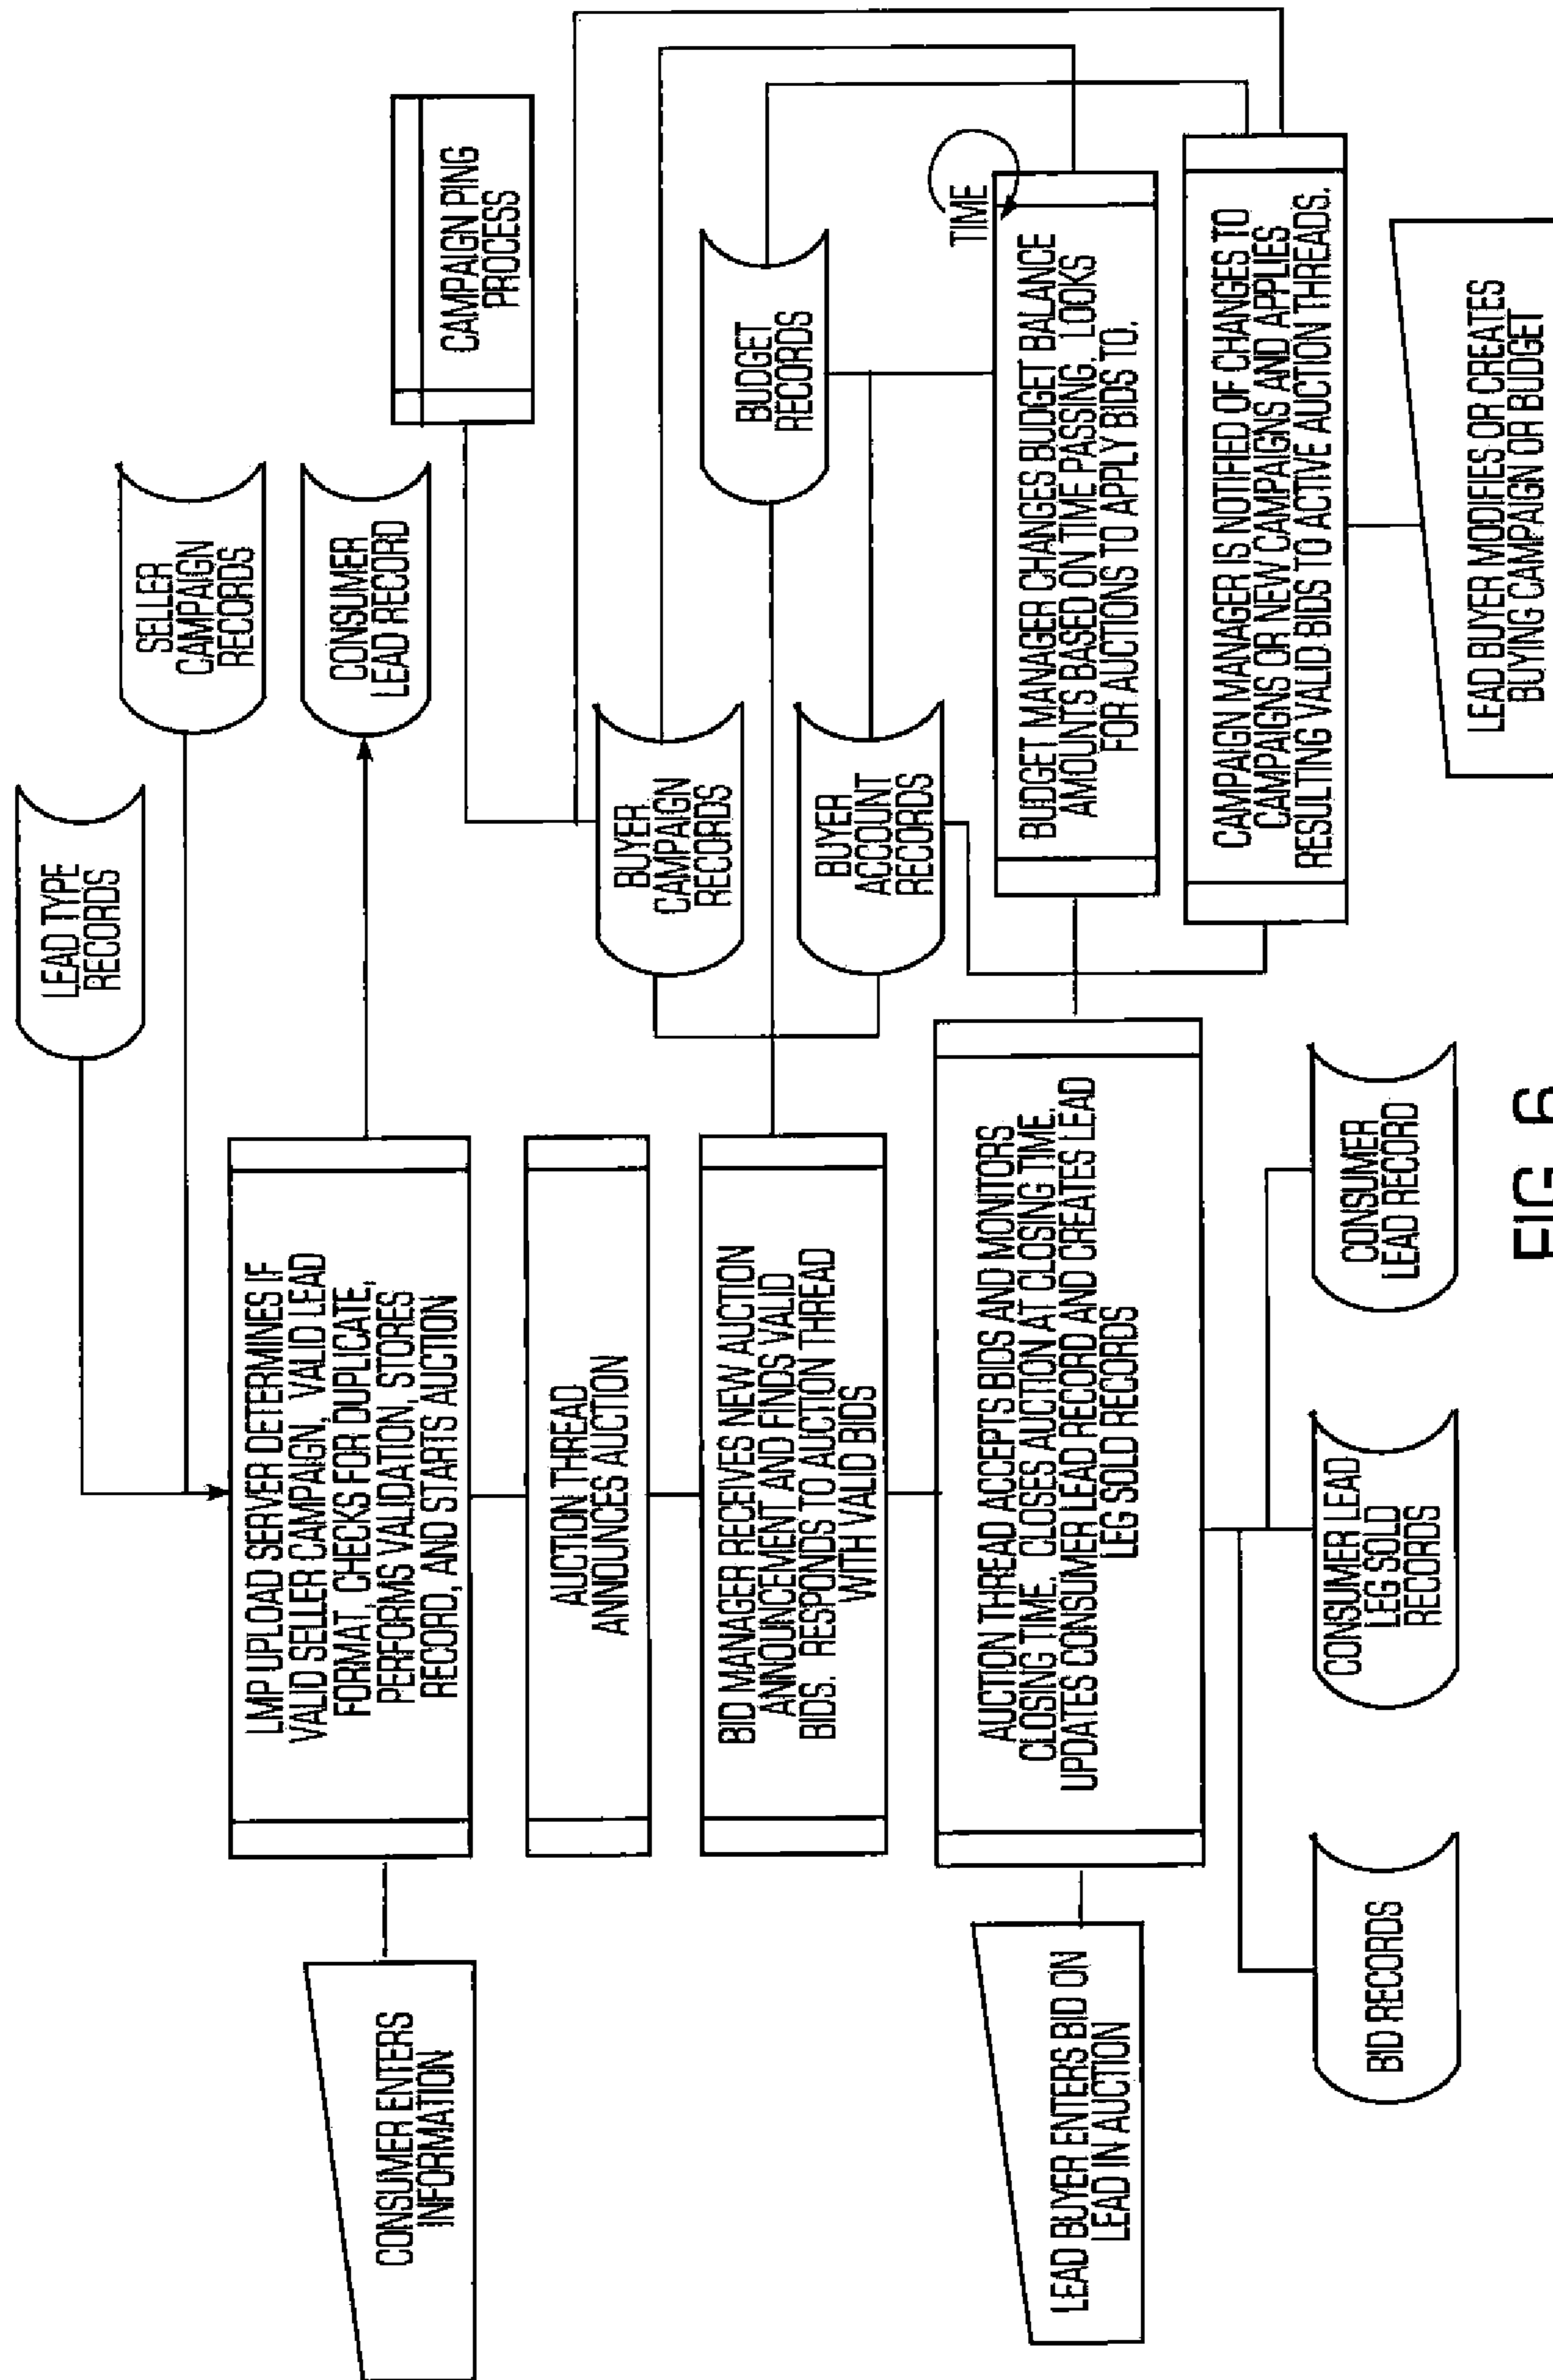 LEAD TYPE
RECORDS
SELLER
CAMPAIGN
RECORDS
CONSUMER
LEAD RECORD
CAMPAIGN PING
PROCESS
CONSUMER ENTERS
INFORMATION
LMP UPLOAD SERVER DETERMINES IF
VALID SELLER CAMPAIGN, VALID LEAD
FORMAT, CHECKS FOR DUPLICATE,
PERFORMS VALIDATION, STORES
RECORD, AND STARTS AUCTION
AUCTION THREAD
ANNOUNCES AUCTION
BUYER
CAMPAIGN
RECORDS
BUDGET
RECORDS
BID MANAGER RECEIVES NEW AUCTION
ANNOUNCEMENT AND FINDS VALID
BIDS. RESPONDS TO AUCTION THREAD
WITH VALID BIDS
BUYER
ACCOUNT
RECORDS
TIME
LEAD BUYER ENTERS BID ON
LEAD IN AUCTION
AUCTION THREAD ACCEPTS BIDS AND MONITORS
CLOSING TIME. CLOSES AUCTION AT CLOSING TIME,
UPDATES CONSUMER LEAD RECORD AND CREATES LEAD
LEG SOLD RECORDS
BUDGET MANAGER CHANGES BUDGET BALANCE
AMOUNTS BASED ON TIME PASSING. LOOKS
FOR AUCTIONS TO APPLY BIDS TO.
CAMPAIGN MANAGER IS NOTIFIED OF CHANGES TO
CAMPAIGNS OR NEW CAMPAIGNS AND APPLIES
RESULTING VALID BIDS TO ACTIVE AUCTION THREADS.
BID RECORDS
CONSUMER LEAD
LEG SOLD
RECORDS
CONSUMER
LEAD RECORD
LEAD BUYER MODIFIES OR CREATES
BUYING CAMPAIGN OR BUDGET
FIG. 6